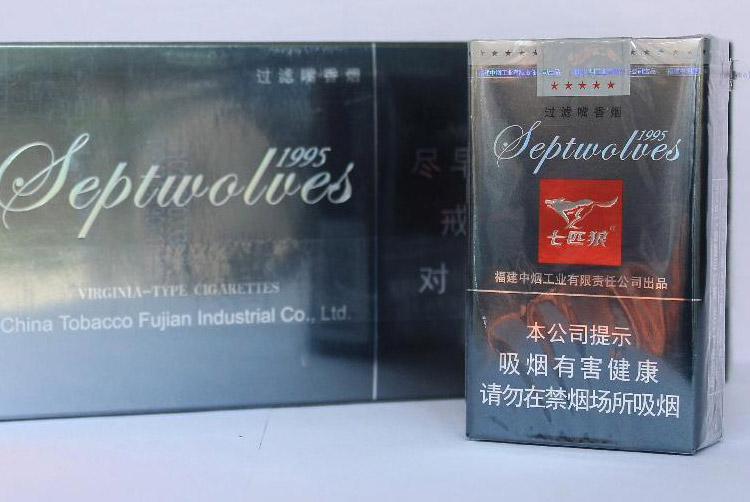 过滤嘴香烟
1995
Septwolves
VIRGINIA-TYPE CIGARETTES
China Tobacco Fujian Industrial Co., Ltd.
尽早
戒
对
过滤嘴香烟
1995
Septwolves
七匹狼
福建中烟工业有限责任公司出品
本公司提示
吸烟有害健康
请勿在禁烟场所吸烟